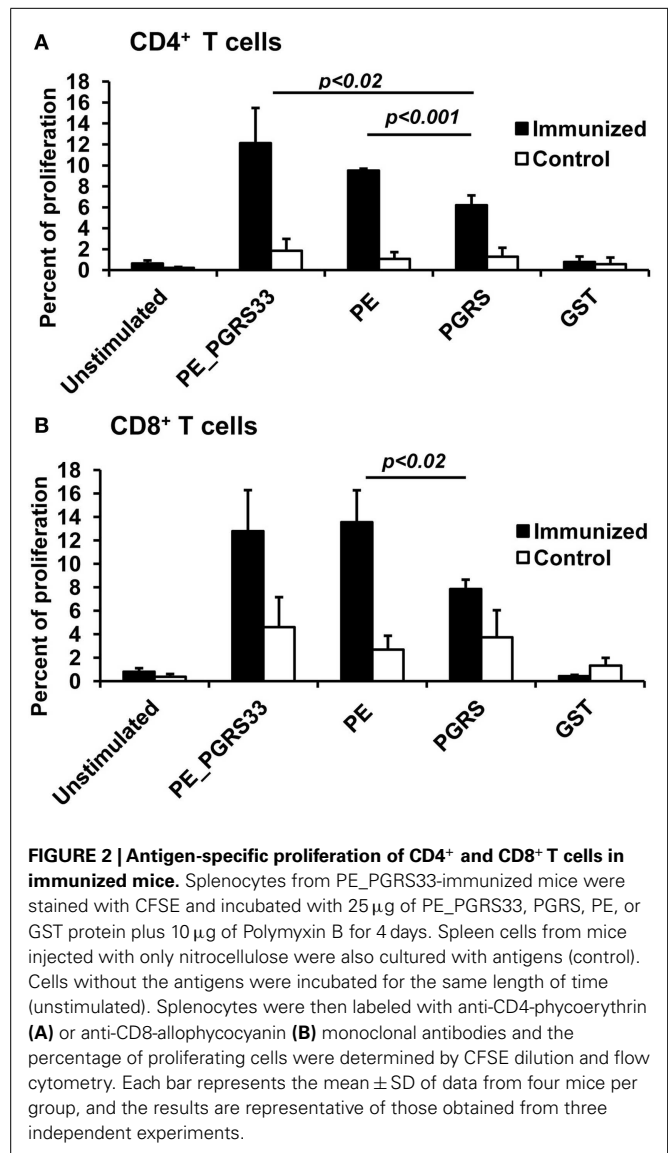 A CD4⁺ T cells
Percent of proliferation
18
16
14
12
10
8
6
4
2
0
p<0.02
p<0.001
Immunized
Control
Unstimulated
PE_PGRS33
PE
PGRS
GST
B CD8⁺ T cells
Percent of proliferation
18
16
14
12
10
8
6
4
2
0
p<0.02
Immunized
Control
Unstimulated
PE_PGRS33
PE
PGRS
GST
FIGURE 2 | Antigen-specific proliferation of CD4⁺ and CD8⁺ T cells in
immunized mice. Splenocytes from PE_PGRS33-immunized mice were
stained with CFSE and incubated with 25 μg of PE_PGRS33, PGRS, PE, or
GST protein plus 10 μg of Polymyxin B for 4 days. Spleen cells from mice
injected with only nitrocellulose were also cultured with antigens (control).
Cells without the antigens were incubated for the same length of time
(unstimulated). Splenocytes were then labeled with anti-CD4-phycoerythrin
(A) or anti-CD8-allophycocyanin (B) monoclonal antibodies and the
percentage of proliferating cells were determined by CFSE dilution and flow
cytometry. Each bar represents the mean ± SD of data from four mice per
group, and the results are representative of those obtained from three
independent experiments.